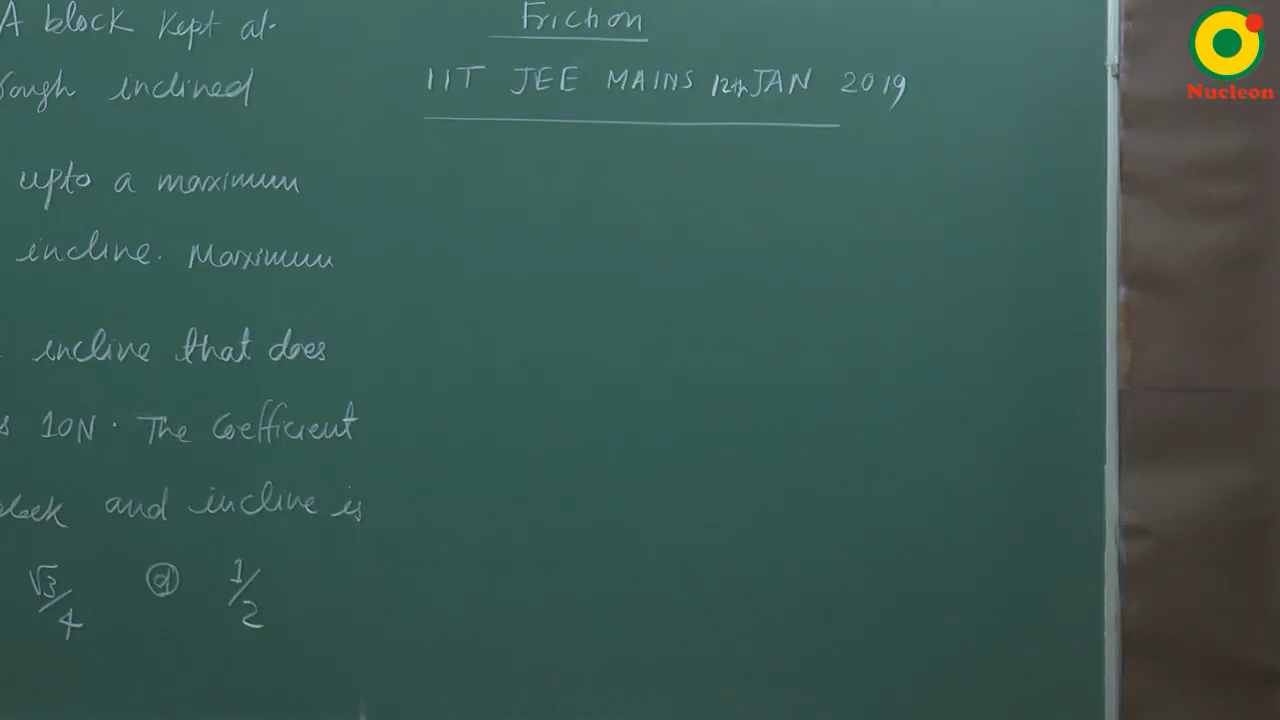 A block kept at
Friction
rough inclined
IIT JEE MAINS 12th JAN 2019
upto a maximum
incline. Maximum
incline that does
10N. The Coefficient
block and incline is
√3/4 d 1/2
Nucleon